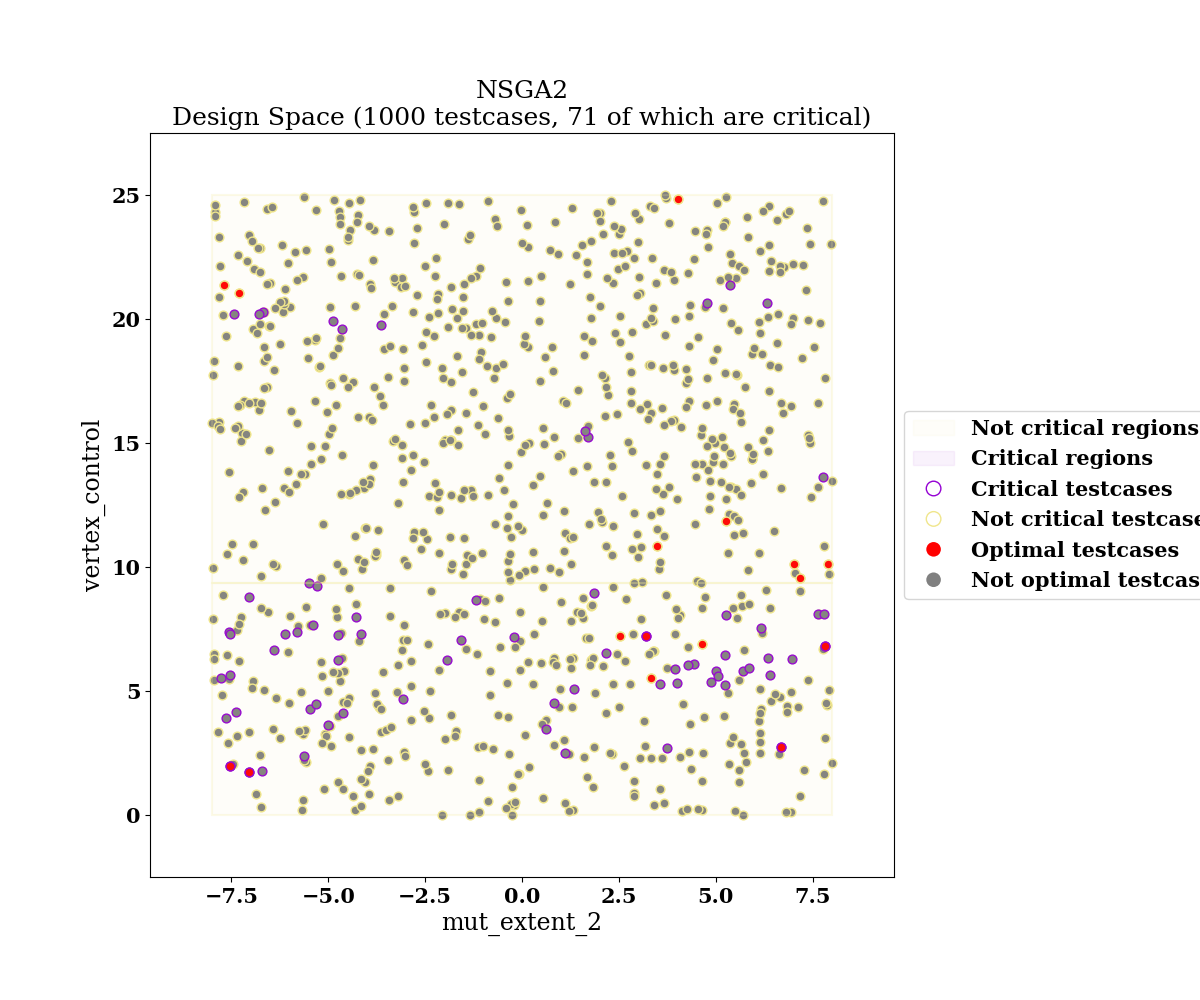 NSGA2
Design Space (1000 testcases, 71 of which are critical)
25
20
15
10
5
0
vertex_control
−7.5 −5.0 −2.5 0.0 2.5 5.0 7.5
mut_extent_2
Not critical regions
Critical regions
Critical testcases
Not critical testcase
Optimal testcases
Not optimal testcas